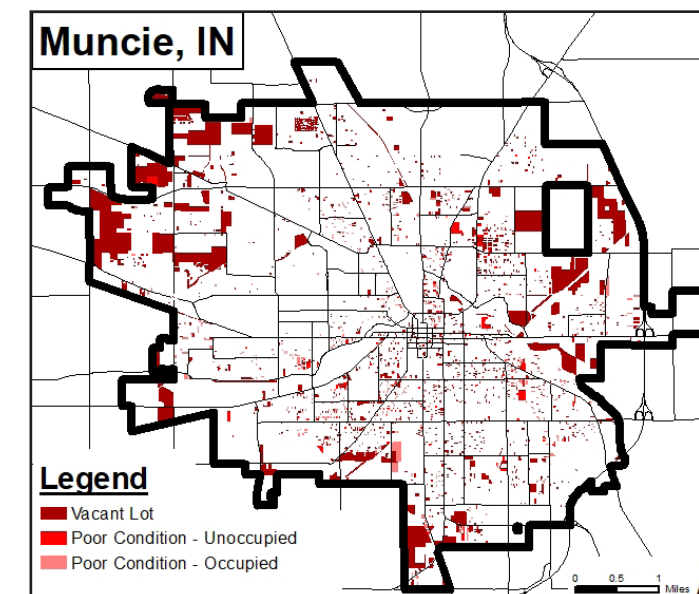 Muncie, IN
Legend
Vacant Lot
Poor Condition - Unoccupied
Poor Condition - Occupied
0 0.5 1
Miles